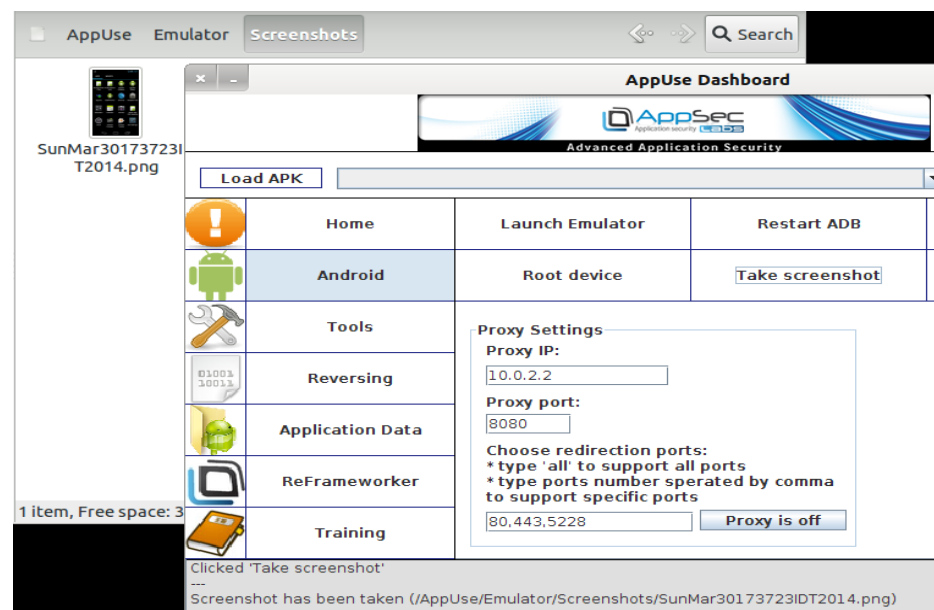 AppUse Emulator Screenshots Search
SunMar30173723I
T2014.png
1 item, Free space: 3
AppUse Dashboard
AppSec
Application security LABS
Advanced Application Security
Load APK
Home Launch Emulator Restart ADB
Android Root device Take screenshot
Tools
Reversing
Application Data
ReFrameworker
Training
Proxy Settings
Proxy IP:
10.0.2.2
Proxy port:
8080
Choose redirection ports:
* type 'all' to support all ports
* type ports number sperated by comma
to support specific ports
80,443,5228 Proxy is off
01001
10011
Clicked 'Take screenshot'
---
Screenshot has been taken (/AppUse/Emulator/Screenshots/SunMar30173723IDT2014.png)